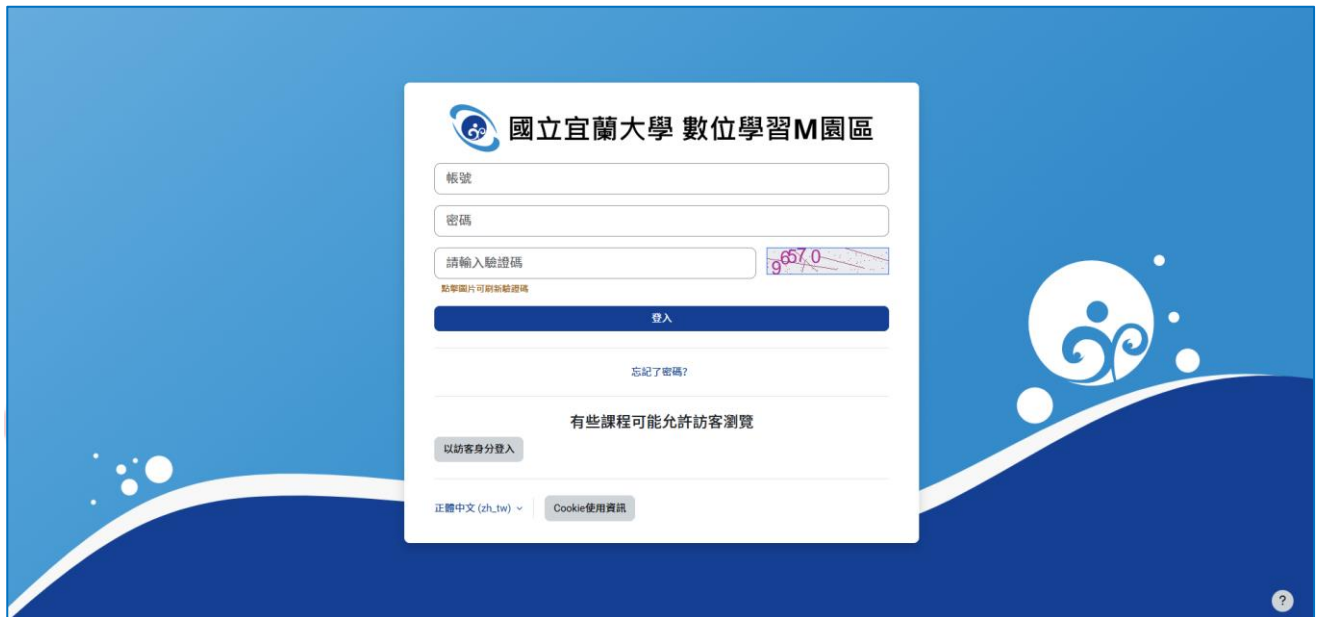 國立宜蘭大學 數位學習M園區
帳號
密碼
請輸入驗證碼
96570
點擊圖片可刷新驗證碼
登入
忘記了密碼?
有些課程可能允許訪客瀏覽
以訪客身分登入
正體中文 (zh_tw)
Cookie使用資訊
?